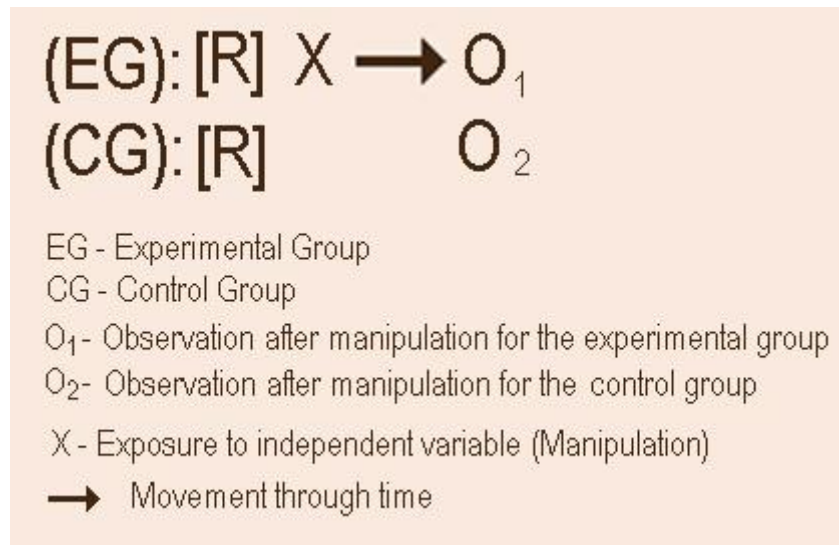 (EG): [R] X → O₁
(CG): [R] O₂
EG - Experimental Group
CG - Control Group
O₁- Observation after manipulation for the experimental group
O₂- Observation after manipulation for the control group
X - Exposure to independent variable (Manipulation)
→ Movement through time